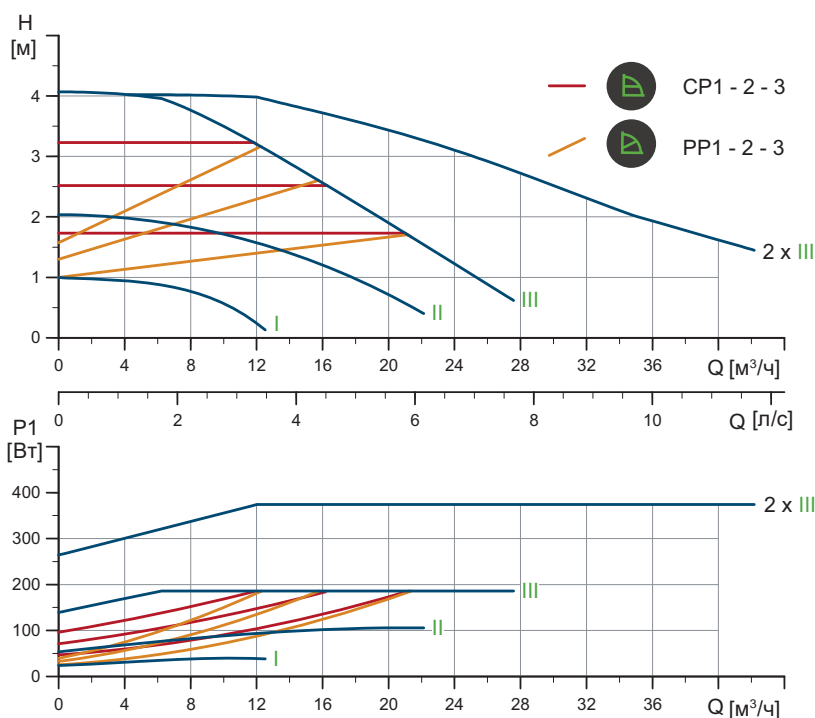 H
[м]
4
3
2
1
0
CP1 - 2 - 3
PP1 - 2 - 3
2 x III
III
II
I
0 4 8 12 16 20 24 28 32 36 Q [м³/ч]
0 2 4 6 8 10 Q [л/с]
P1
[Вт]
400
300
200
100
0
2 x III
III
II
I
0 4 8 12 16 20 24 28 32 36 Q [м³/ч]